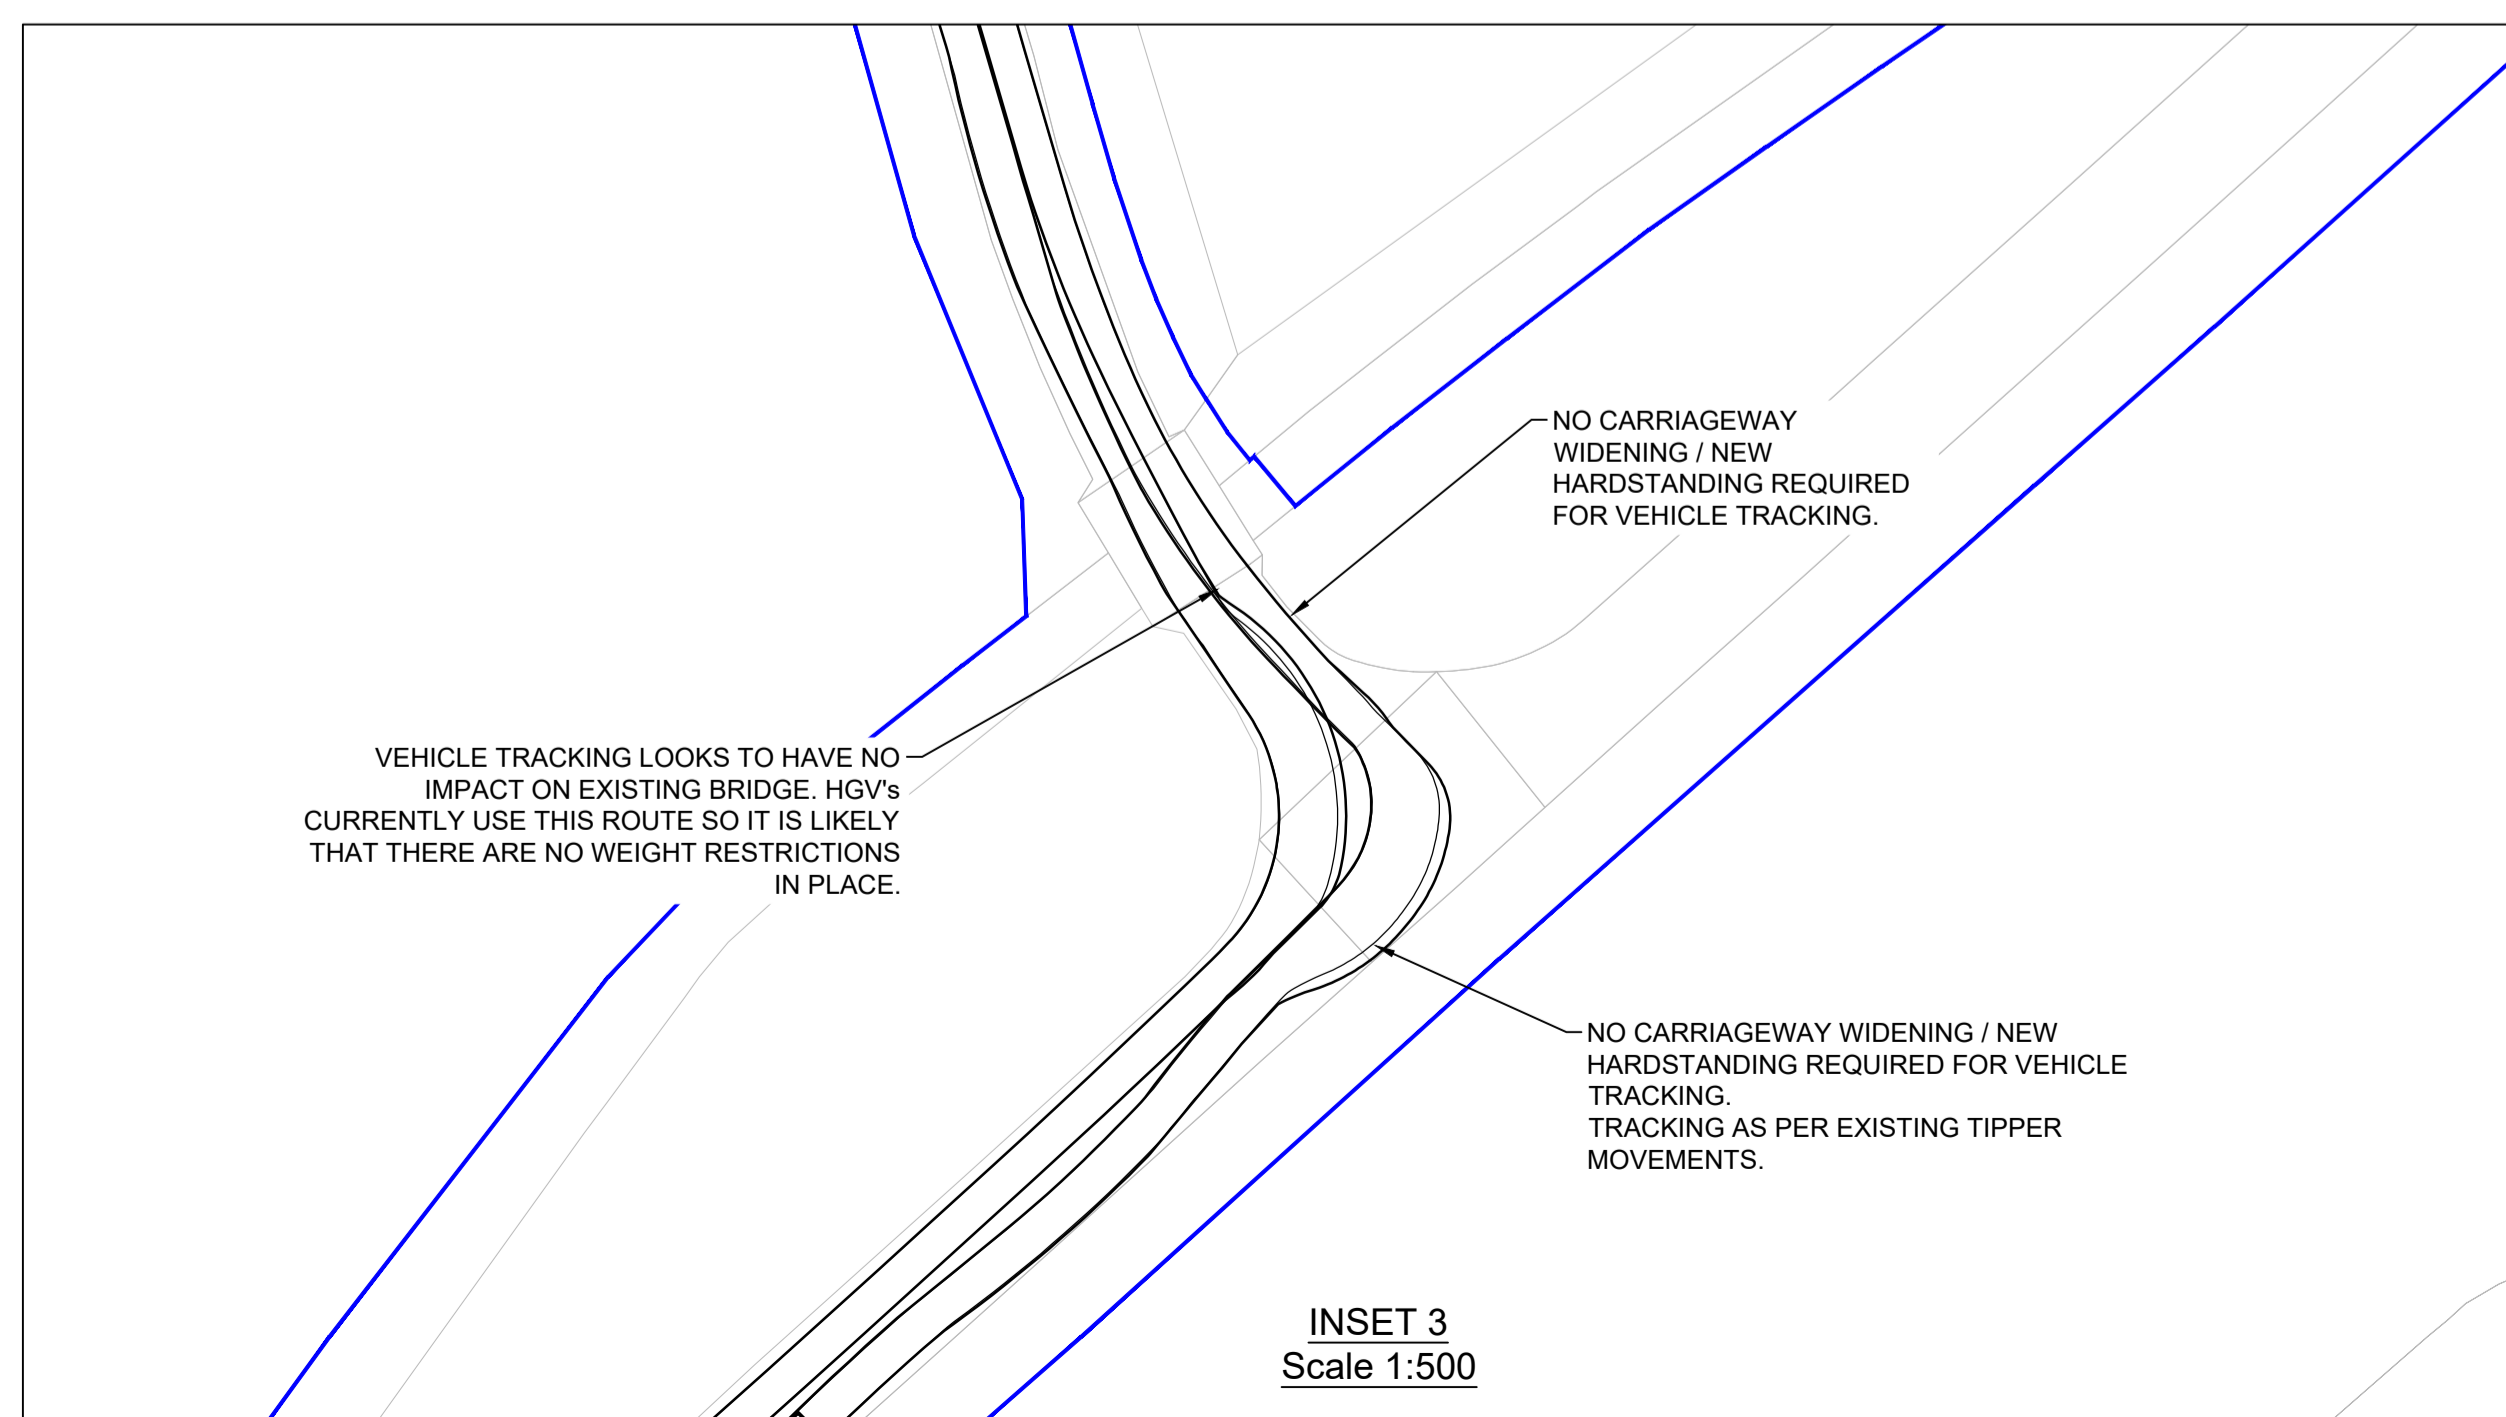 NO CARRIAGEWAY
WIDENING / NEW
HARDSTANDING REQUIRED
FOR VEHICLE TRACKING.
VEHICLE TRACKING LOOKS TO HAVE NO
IMPACT ON EXISTING BRIDGE. HGV's
CURRENTLY USE THIS ROUTE SO IT IS LIKELY
THAT THERE ARE NO WEIGHT RESTRICTIONS
IN PLACE.
NO CARRIAGEWAY WIDENING / NEW
HARDSTANDING REQUIRED FOR VEHICLE
TRACKING.
TRACKING AS PER EXISTING TIPPER
MOVEMENTS.
INSET 3
Scale 1:500